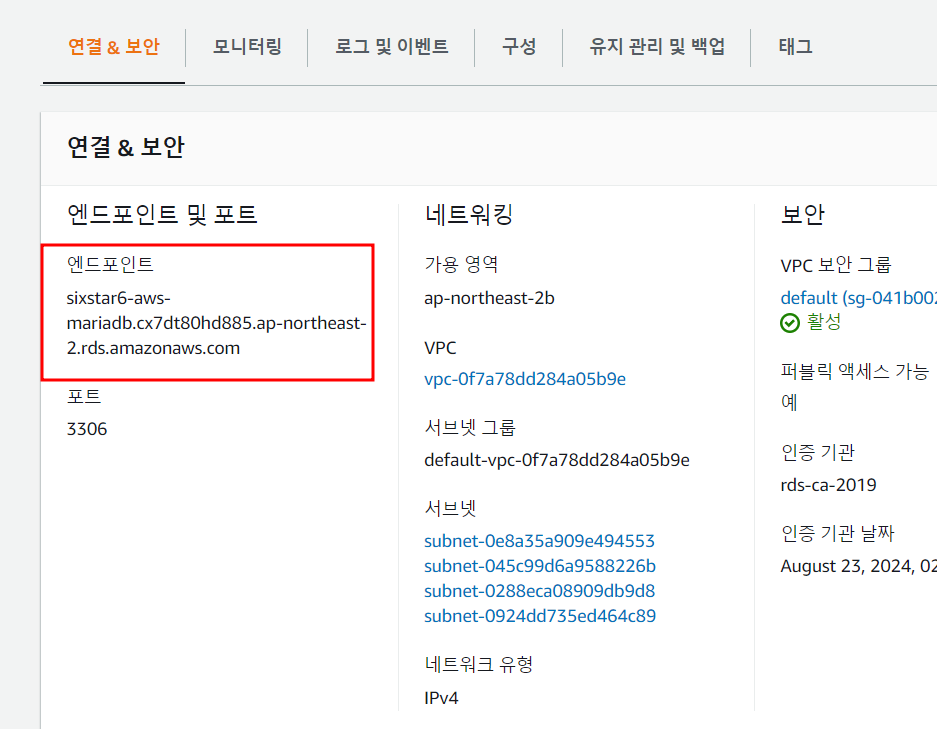 연결 & 보안
모니터링
로그 및 이벤트
구성
유지 관리 및 백업
태그
연결 & 보안
엔드포인트 및 포트
엔드포인트
sixstar6-aws-
mariadb.cx7dt80hd885.ap-northeast-
2.rds.amazonaws.com
포트
3306
네트워킹
가용 영역
ap-northeast-2b
VPC
vpc-0f7a78dd284a05b9e
서브넷 그룹
default-vpc-0f7a78dd284a05b9e
서브넷
subnet-0e8a35a909e494553
subnet-045c99d6a9588226b
subnet-0288eca08909db9d8
subnet-0924dd735ed464c89
네트워크 유형
IPv4
보안
VPC 보안 그룹
default (sg-041b002
활성
퍼블릭 액세스 가능
예
인증 기관
rds-ca-2019
인증 기관 날짜
August 23, 2024, 02